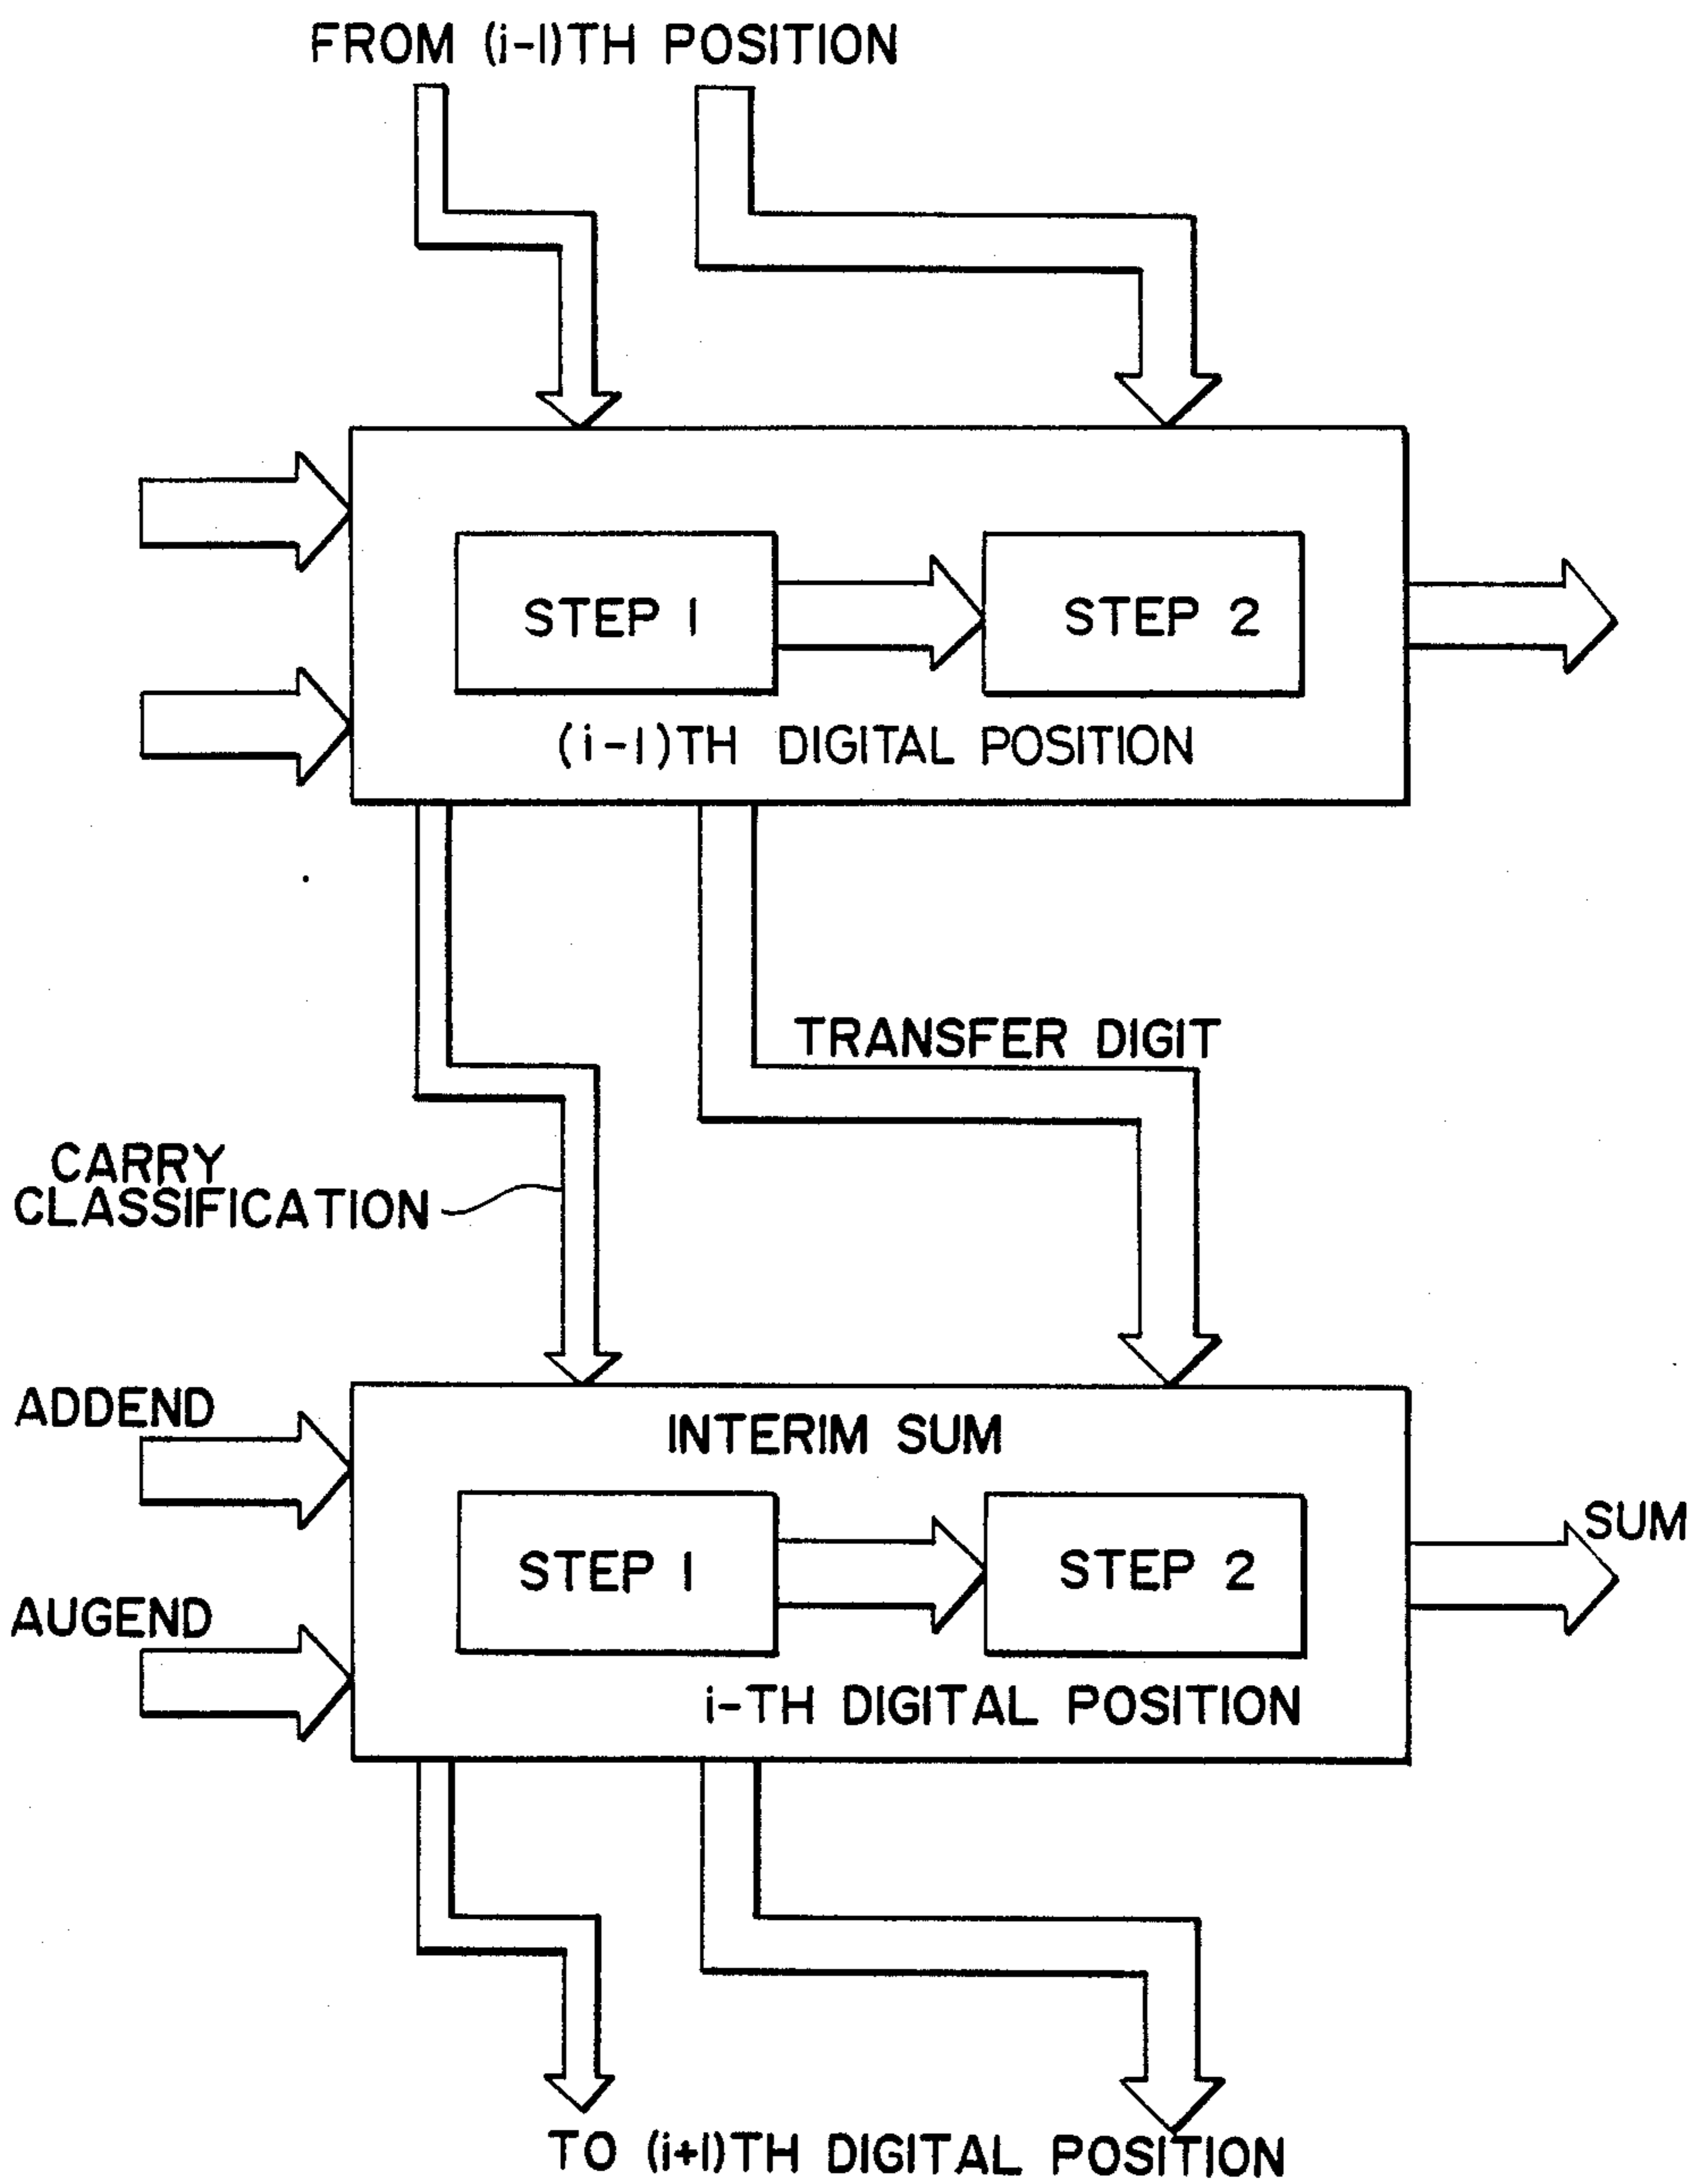 FROM (i-1)TH POSITION
STEP 1
STEP 2
(i-1)TH DIGITAL POSITION
TRANSFER DIGIT
CARRY
CLASSIFICATION
ADDEND
INTERIM SUM
SUM
STEP 1
STEP 2
AUGEND
i-TH DIGITAL POSITION
TO (i+1)TH DIGITAL POSITION